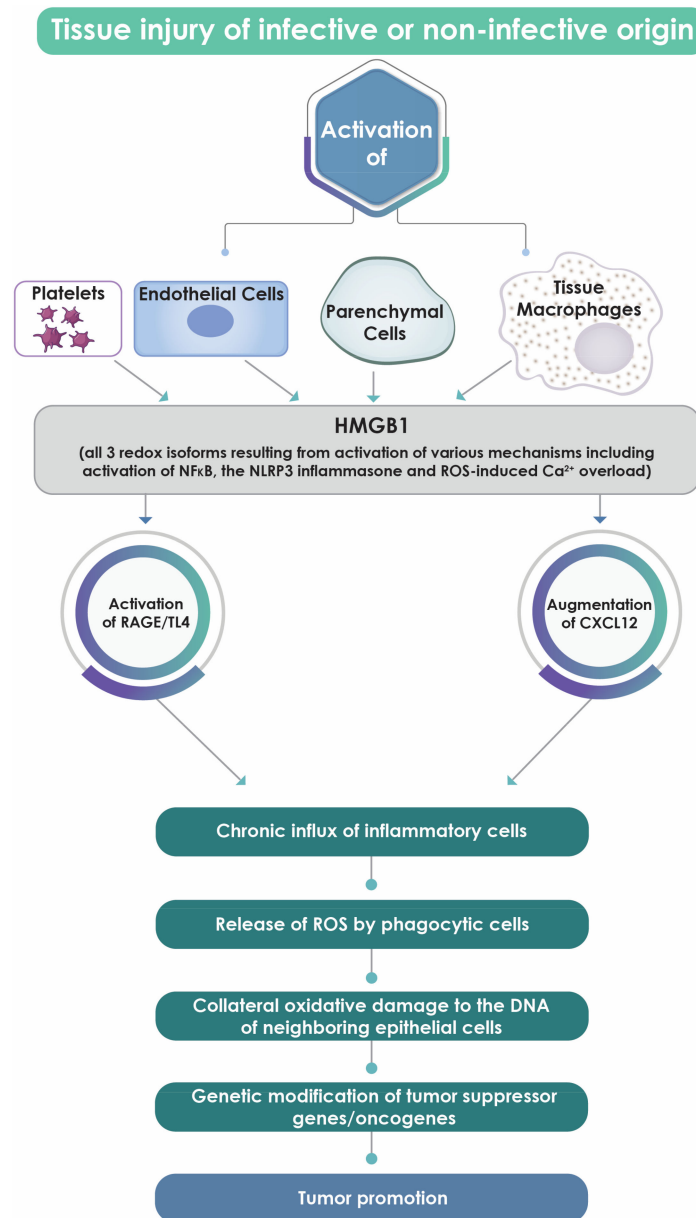 Tissue injury of infective or non-infective origin
Activation
of
Platelets
Endothelial Cells
Parenchymal
Cells
Tissue
Macrophages
HMGB1
(all 3 redox isoforms resulting from activation of various mechanisms including
activation of NFκB, the NLRP3 inflammasone and ROS-induced Ca²⁺ overload)
Activation
of RAGE/TL4
Augmentation
of CXCL12
Chronic influx of inflammatory cells
Release of ROS by phagocytic cells
Collateral oxidative damage to the DNA
of neighboring epithelial cells
Genetic modification of tumor suppressor
genes/oncogenes
Tumor promotion